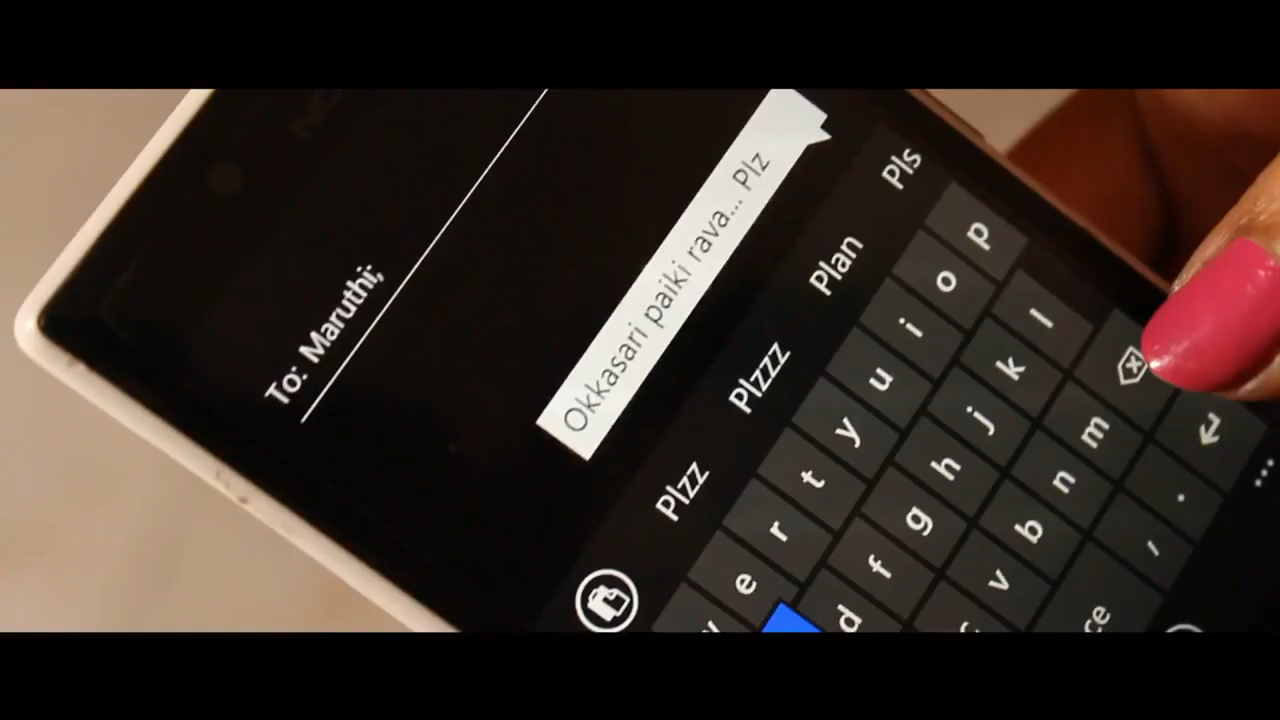 To: Maruthi;
Okkasari paiki rava... Plz
Plzz Plzzz Plan Pls
e r t y u i o p
d f g h j k l
v b n m
, .